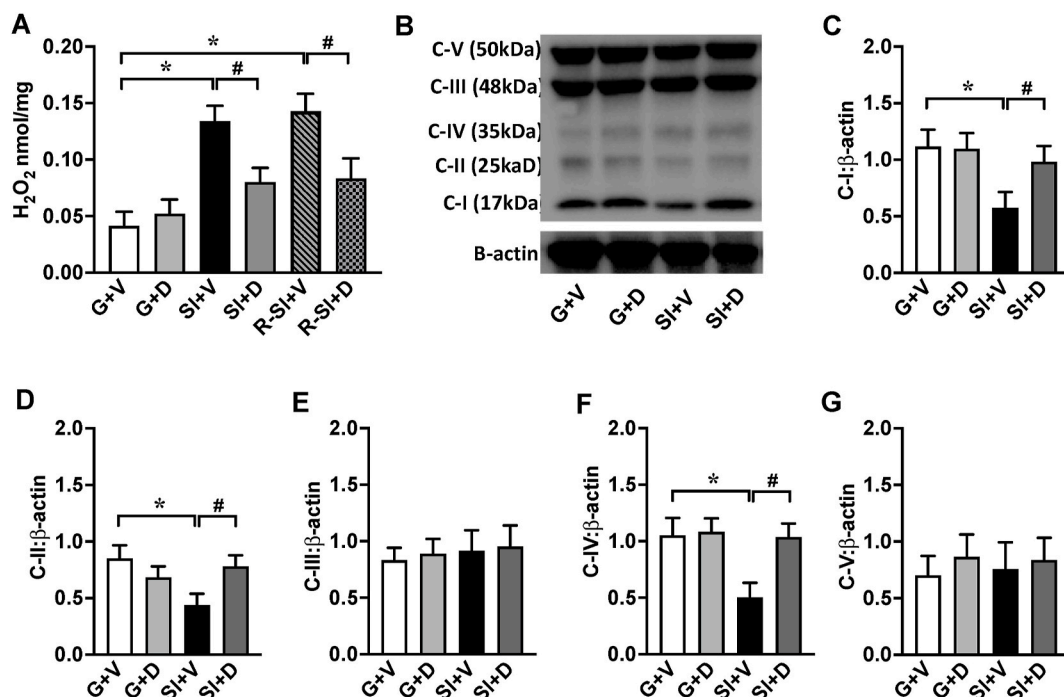 A
H2O2 nmol/mg
0.20
0.15
0.10
0.05
0.00
* * # #
G+V G+D SI+V SI+D R-SI+V R-SI+D
B
C-V (50kDa)
C-III (48kDa)
C-IV (35kDa)
C-II (25kaD)
C-I (17kDa)
B-actin
G+V G+D SI+V SI+D
C
C-I:β-actin
2.0
1.5
1.0
0.5
0.0
* #
G+V G+D SI+V SI+D
D
C-II:β-actin
2.0
1.5
1.0
0.5
0.0
* #
G+V G+D SI+V SI+D
E
C-III:β-actin
2.0
1.5
1.0
0.5
0.0
G+V G+D SI+V SI+D
F
C-IV:β-actin
2.0
1.5
1.0
0.5
0.0
* #
G+V G+D SI+V SI+D
G
C-V:β-actin
2.0
1.5
1.0
0.5
0.0
G+V G+D SI+V SI+D